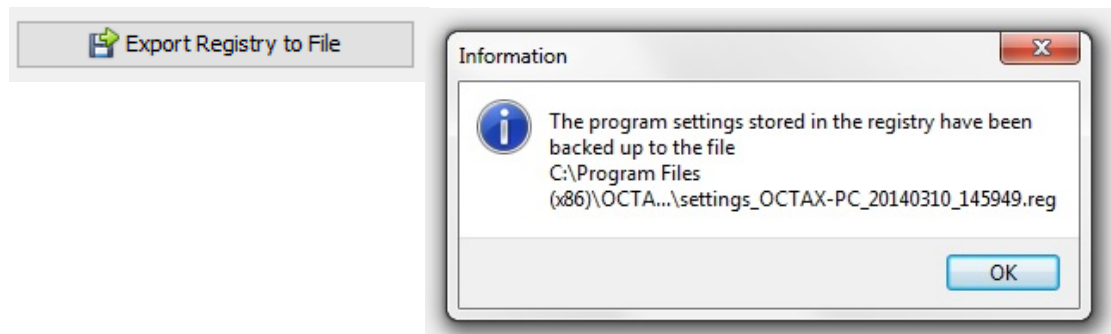 Export Registry to File
Information
The program settings stored in the registry have been
backed up to the file
C:\Program Files
(x86)\OCTA...\settings_OCTAX-PC_20140310_145949.reg
OK